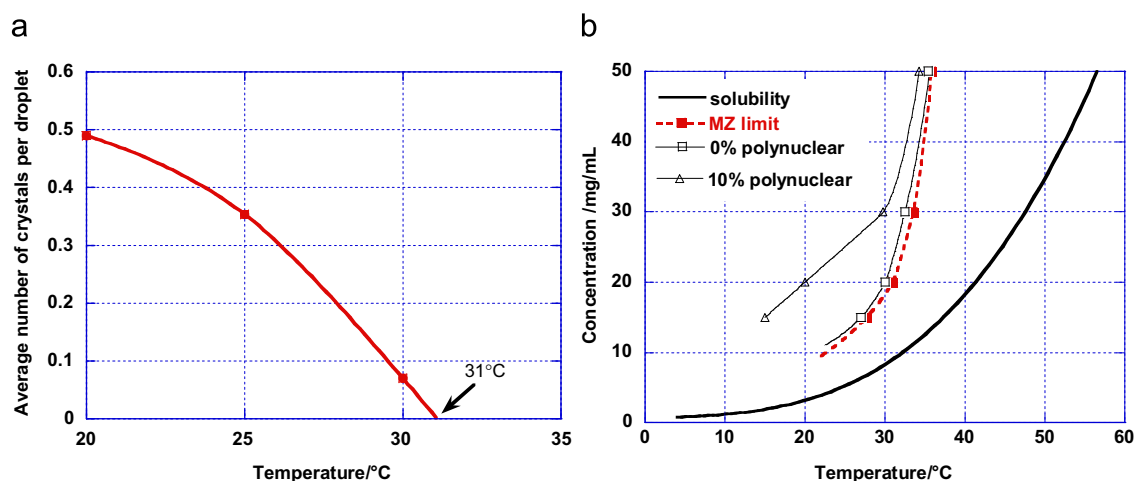 a
Average number of crystals per droplet
0.6
0.5
0.4
0.3
0.2
0.1
0
20
25
30
35
31°C
Temperature/°C
b
Concentration /mg/mL
50
40
30
20
10
0
solubility
MZ limit
0% polynuclear
10% polynuclear
0
10
20
30
40
50
60
Temperature/°C